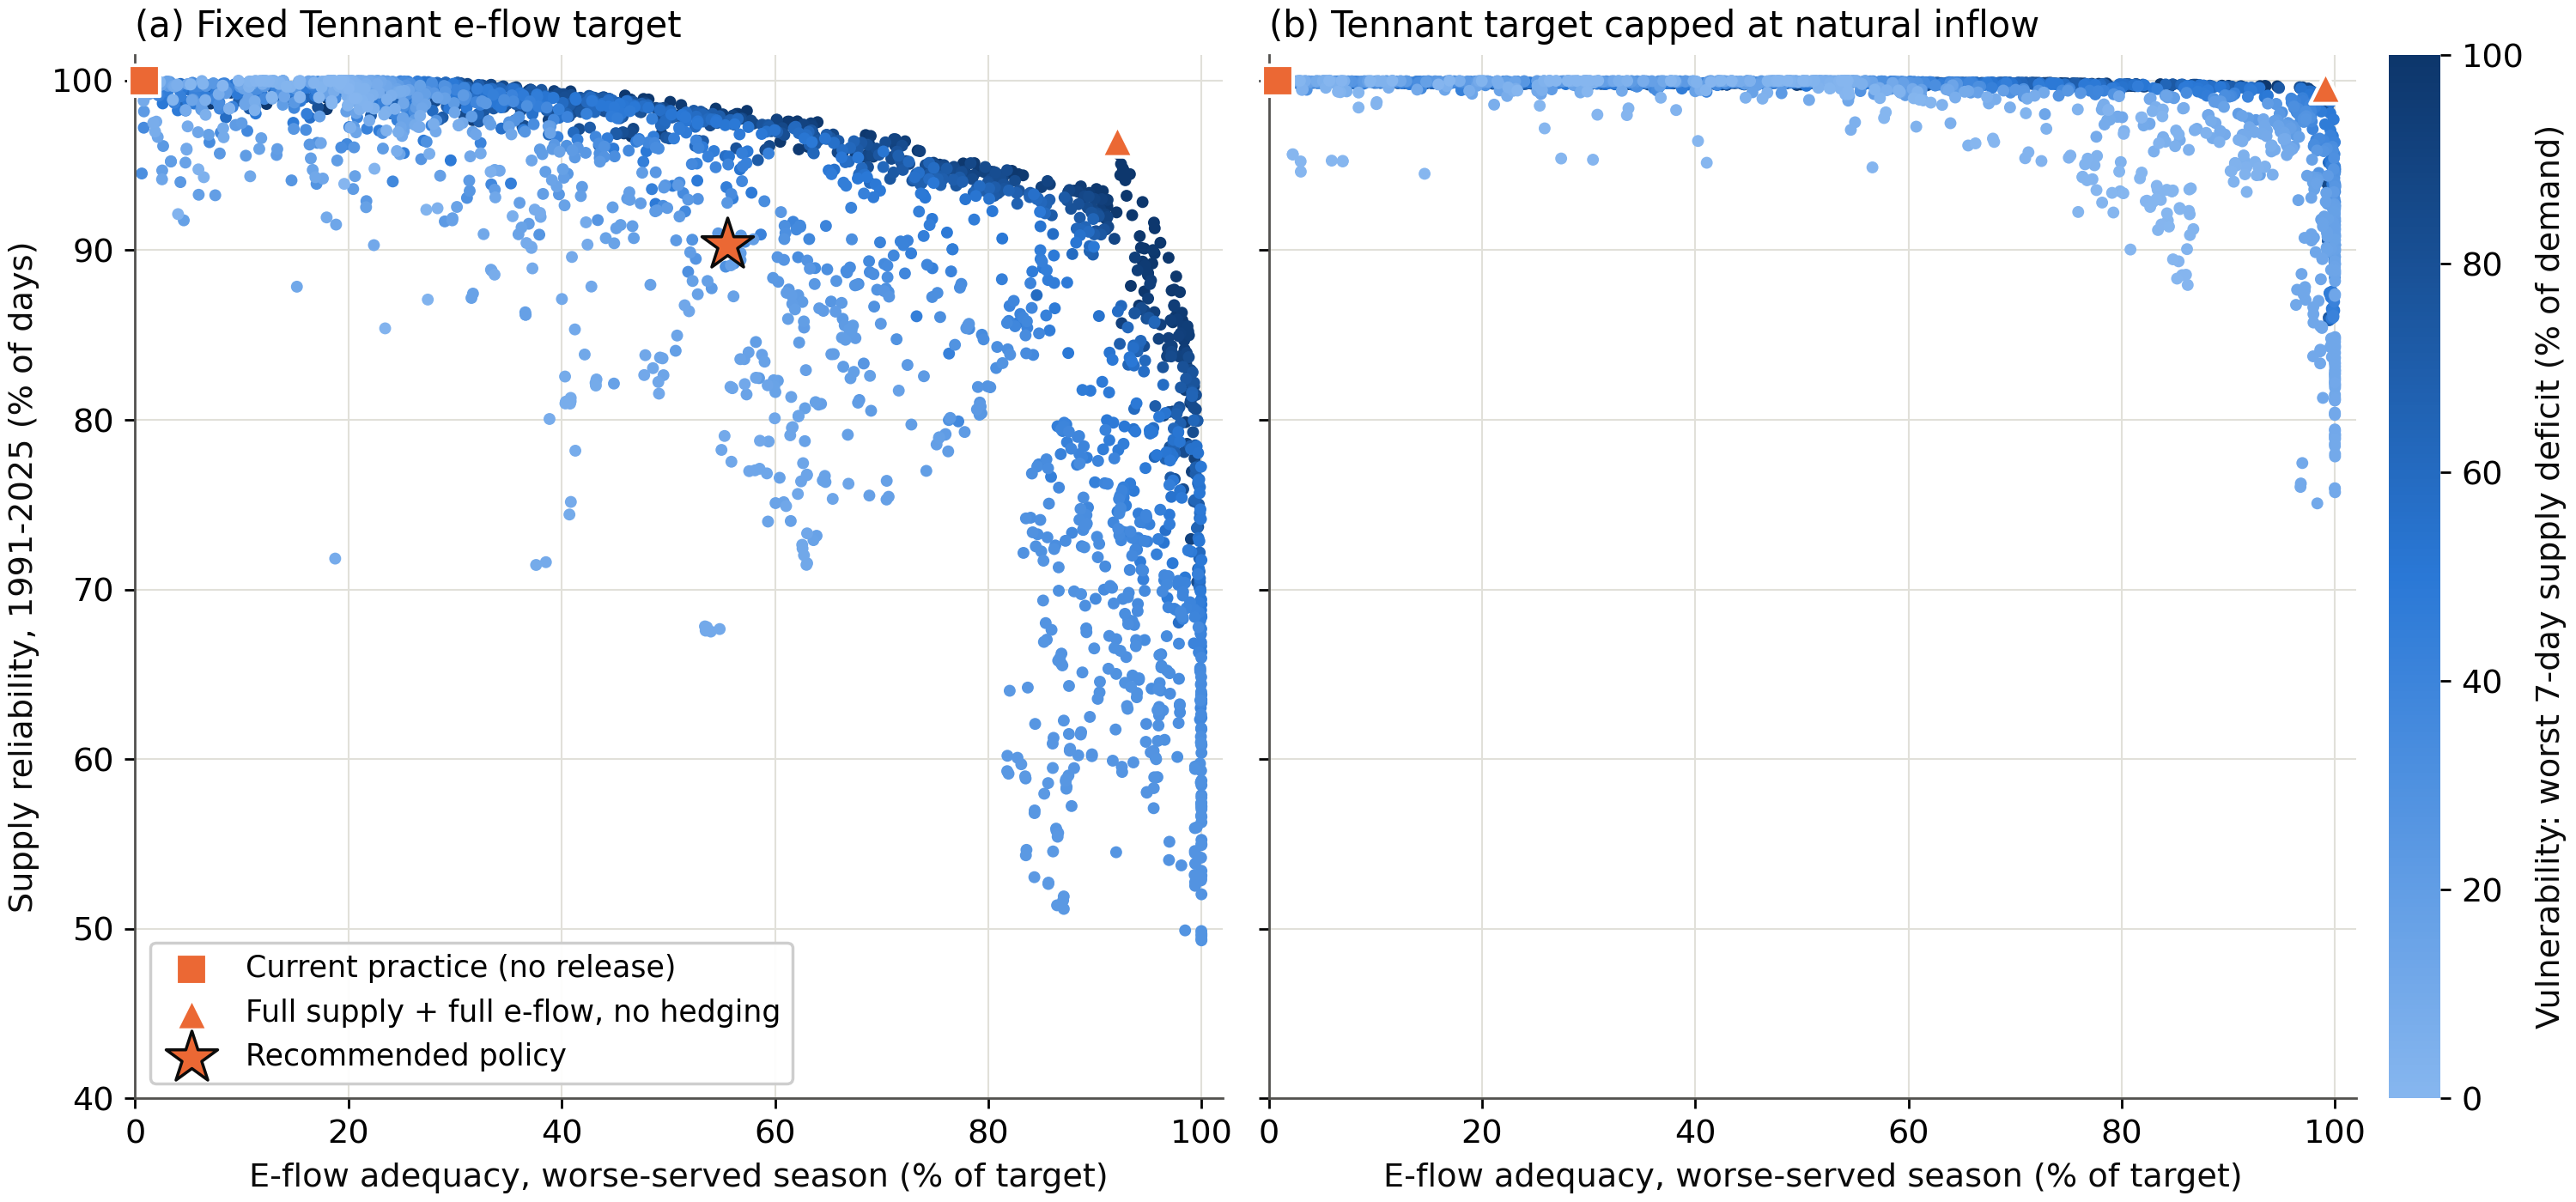 (a) Fixed Tennant e-flow target
(b) Tennant target capped at natural inflow
Supply reliability, 1991-2025 (% of days)
100
90
80
70
60
50
40
0 20 40 60 80 100
E-flow adequacy, worse-served season (% of target)
Current practice (no release)
Full supply + full e-flow, no hedging
Recommended policy
0 20 40 60 80 100
E-flow adequacy, worse-served season (% of target)
100
80
60
40
20
0
Vulnerability: worst 7-day supply deficit (% of demand)